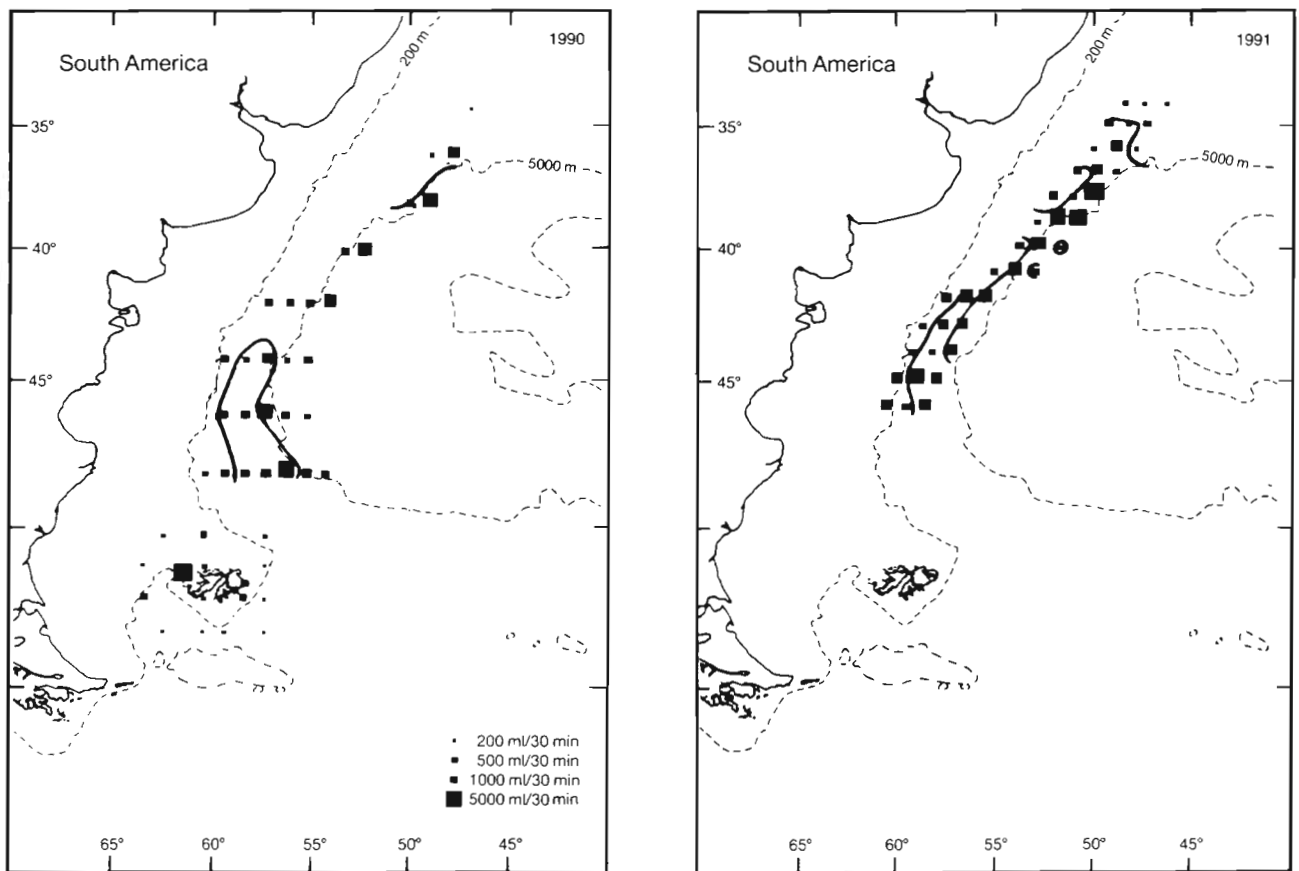 1990
South America
200 m
35°
5000 m
40°
45°
200 ml/30 min
500 ml/30 min
1000 ml/30 min
5000 ml/30 min
65° 60° 55° 50° 45°
1991
South America
200 m
35°
5000 m
40°
45°
65° 60° 55° 50° 45°